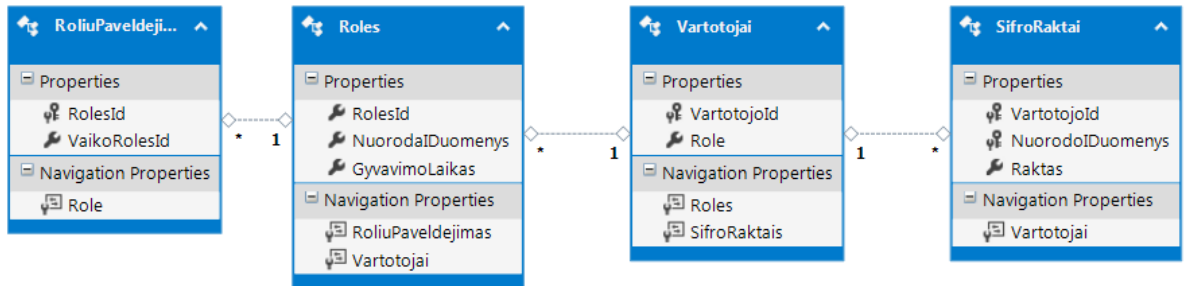 RoliuPaveldeji...
Properties
RolesId
VaikoRolesId
Navigation Properties
Role
* 1
Roles
Properties
RolesId
NuorodaIDuomenys
GyvavimoLaikas
Navigation Properties
RoliuPaveldejimas
Vartotojai
* 1
Vartotojai
Properties
VartotojoId
Role
Navigation Properties
Roles
SifroRaktais
1 *
SifroRaktai
Properties
VartotojoId
NuorodoIDuomenys
Raktas
Navigation Properties
Vartotojai